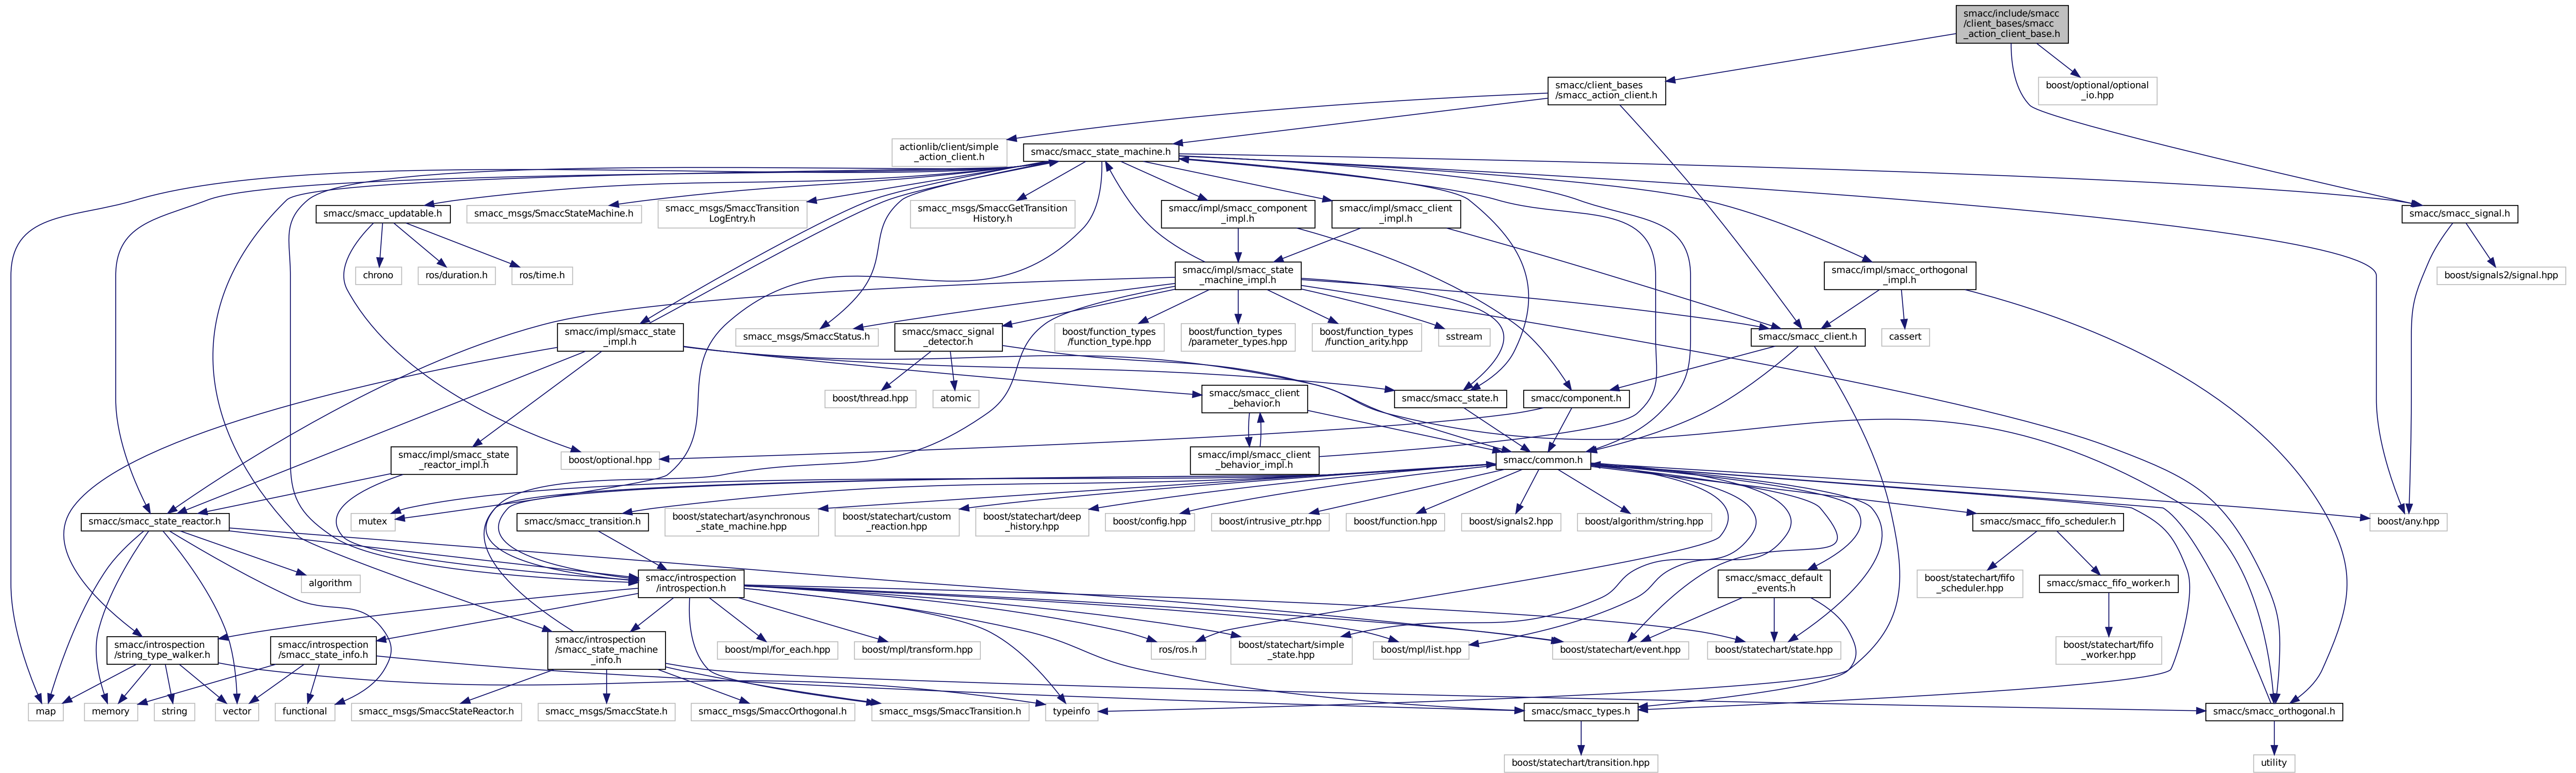 smacc/include/smacc
/client_bases/smacc
_action_client_base.h
smacc/client_bases
/smacc_action_client.h
boost/optional/optional
_io.hpp
actionlib/client/simple
_action_client.h
smacc/smacc_state_machine.h
smacc/smacc_updatable.h
smacc_msgs/SmaccStateMachine.h
smacc_msgs/SmaccTransition
LogEntry.h
smacc_msgs/SmaccGetTransition
History.h
smacc/impl/smacc_component
_impl.h
smacc/impl/smacc_client
_impl.h
smacc/smacc_signal.h
chrono
ros/duration.h
ros/time.h
smacc/impl/smacc_state
_machine_impl.h
smacc/impl/smacc_orthogonal
_impl.h
boost/signals2/signal.hpp
smacc/impl/smacc_state
_impl.h
smacc_msgs/SmaccStatus.h
smacc/smacc_signal
_detector.h
boost/function_types
/function_type.hpp
boost/function_types
/parameter_types.hpp
boost/function_types
/function_arity.hpp
sstream
smacc/smacc_client.h
cassert
boost/thread.hpp
atomic
smacc/smacc_client
_behavior.h
smacc/smacc_state.h
smacc/component.h
smacc/impl/smacc_state
_reactor_impl.h
boost/optional.hpp
smacc/impl/smacc_client
_behavior_impl.h
smacc/common.h
smacc/smacc_state_reactor.h
mutex
smacc/smacc_transition.h
boost/statechart/asynchronous
_state_machine.hpp
boost/statechart/custom
_reaction.hpp
boost/statechart/deep
_history.hpp
boost/config.hpp
boost/intrusive_ptr.hpp
boost/function.hpp
boost/signals2.hpp
boost/algorithm/string.hpp
smacc/smacc_fifo_scheduler.h
boost/any.hpp
algorithm
smacc/introspection
/introspection.h
smacc/smacc_default
_events.h
boost/statechart/fifo
_scheduler.hpp
smacc/smacc_fifo_worker.h
smacc/introspection
/string_type_walker.h
smacc/introspection
/smacc_state_info.h
smacc/introspection
/smacc_state_machine
_info.h
boost/mpl/for_each.hpp
boost/mpl/transform.hpp
ros/ros.h
boost/statechart/simple
_state.hpp
boost/mpl/list.hpp
boost/statechart/event.hpp
boost/statechart/state.hpp
boost/statechart/fifo
_worker.hpp
map
memory
string
vector
functional
smacc_msgs/SmaccStateReactor.h
smacc_msgs/SmaccState.h
smacc_msgs/SmaccOrthogonal.h
smacc_msgs/SmaccTransition.h
typeinfo
smacc/smacc_types.h
smacc/smacc_orthogonal.h
boost/statechart/transition.hpp
utility